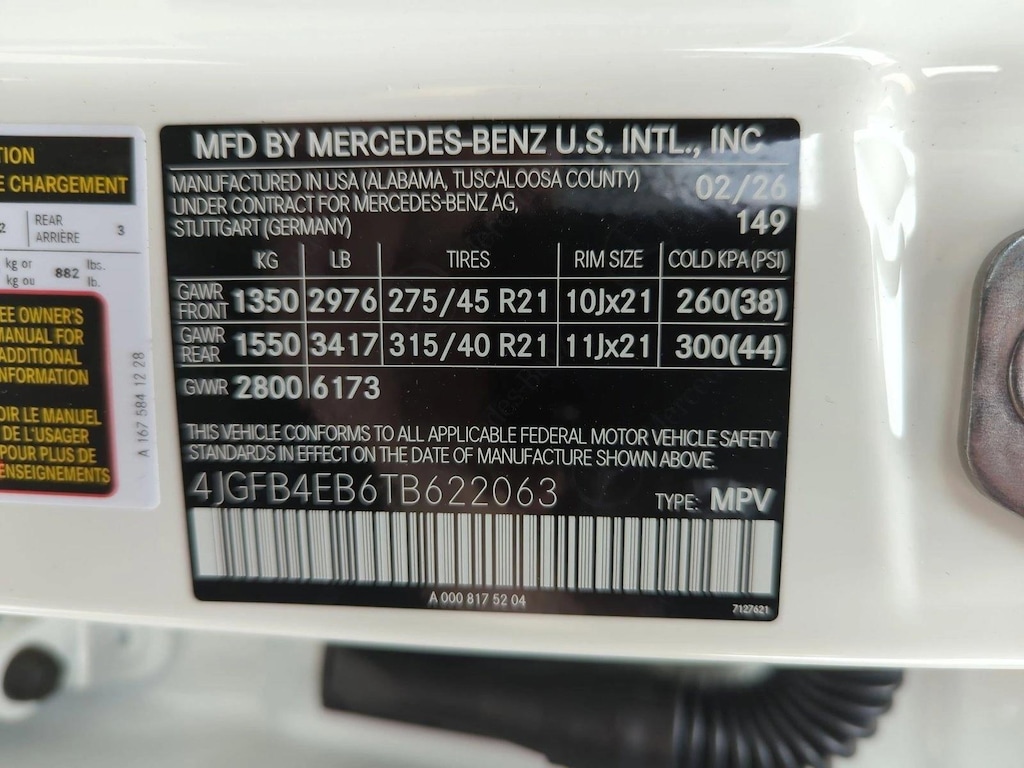 TION
E CHARGEMENT
2 REAR ARRIÈRE 3
kg or kg ou 882 lbs. lb.
EE OWNER'S
MANUAL FOR
ADDITIONAL
NFORMATION
OIR LE MANUEL
DE L'USAGER
POUR PLUS DE
ENSEIGNEMENTS
A 167 584 12 28
MFD BY MERCEDES-BENZ U.S. INTL., INC
MANUFACTURED IN USA (ALABAMA, TUSCALOOSA COUNTY) 02/26
UNDER CONTRACT FOR MERCEDES-BENZ AG,
STUTTGART (GERMANY) 149
KG LB TIRES RIM SIZE COLD KPA(PSI)
GAWR FRONT 1350 2976 275/45 R21 10Jx21 260(38)
GAWR REAR 1550 3417 315/40 R21 11Jx21 300(44)
GVWR 2800 6173
THIS VEHICLE CONFORMS TO ALL APPLICABLE FEDERAL MOTOR VEHICLE SAFETY
STANDARDS IN EFFECT ON THE DATE OF MANUFACTURE SHOWN ABOVE.
4JGFB4EB6TB622063 TYPE: MPV
A 000 817 52 04
7127621